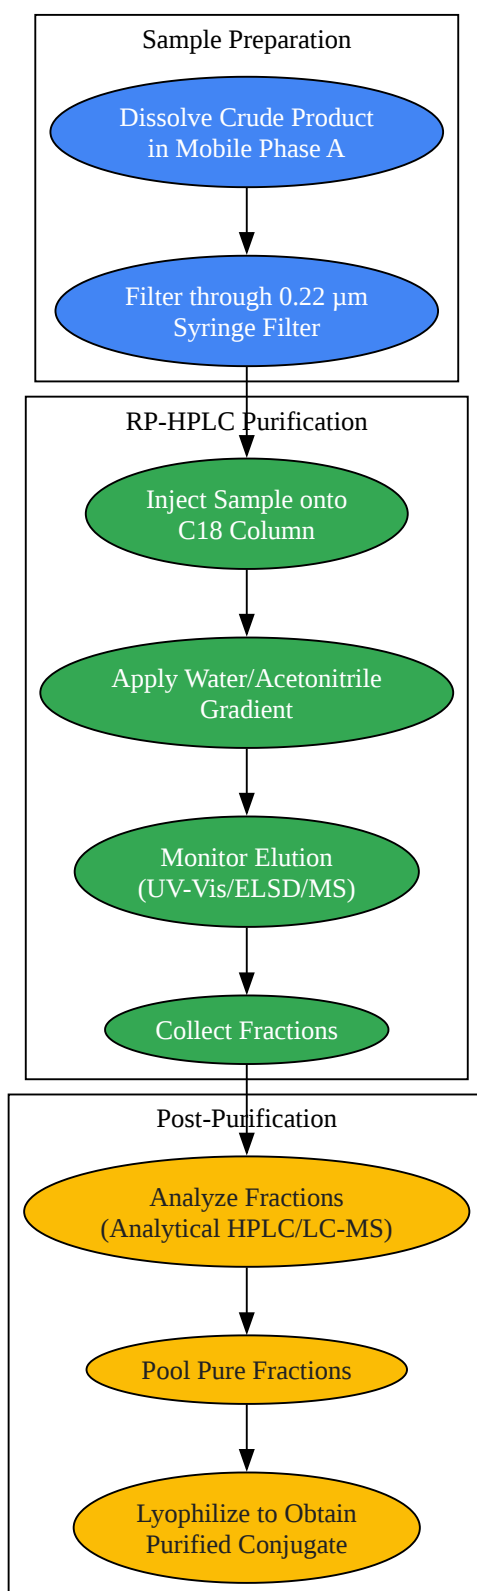 Sample Preparation
Dissolve Crude Product
in Mobile Phase A
Filter through 0.22 µm
Syringe Filter
RP-HPLC Purification
Inject Sample onto
C18 Column
Apply Water/Acetonitrile
Gradient
Monitor Elution
(UV-Vis/ELSD/MS)
Collect Fractions
Post-Purification
Analyze Fractions
(Analytical HPLC/LC-MS)
Pool Pure Fractions
Lyophilize to Obtain
Purified Conjugate